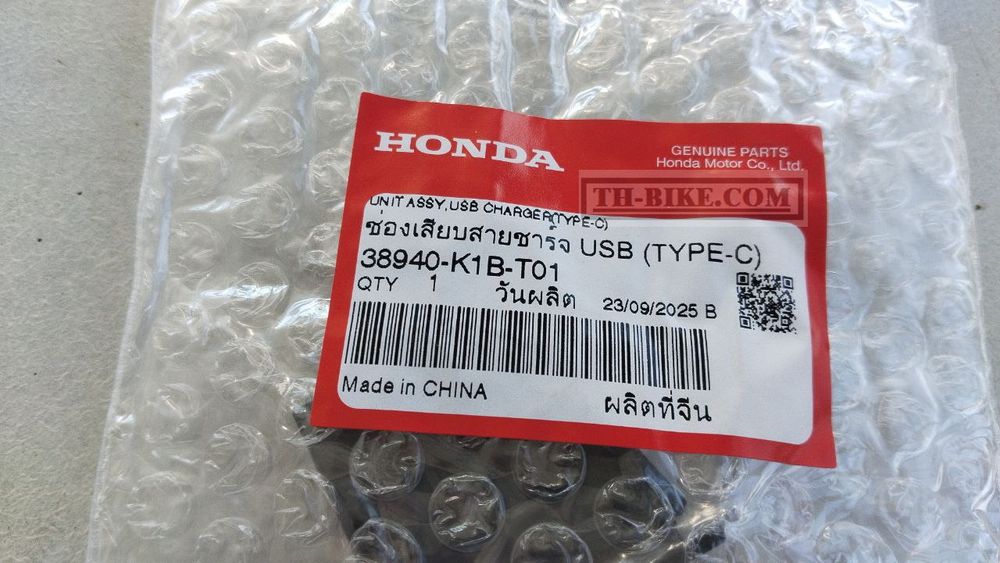 HONDA
GENUINE PARTS
Honda Motor Co., Ltd.
TH-BIKE.COM
UNIT ASSY,USB CHARGER(TYPE-C)
ช่องเสียบสายชาร์จ USB (TYPE-C)
38940-K1B-T01
QTY 1 วันผลิต 23/09/2025 B
Made in CHINA
ผลิตที่จีน